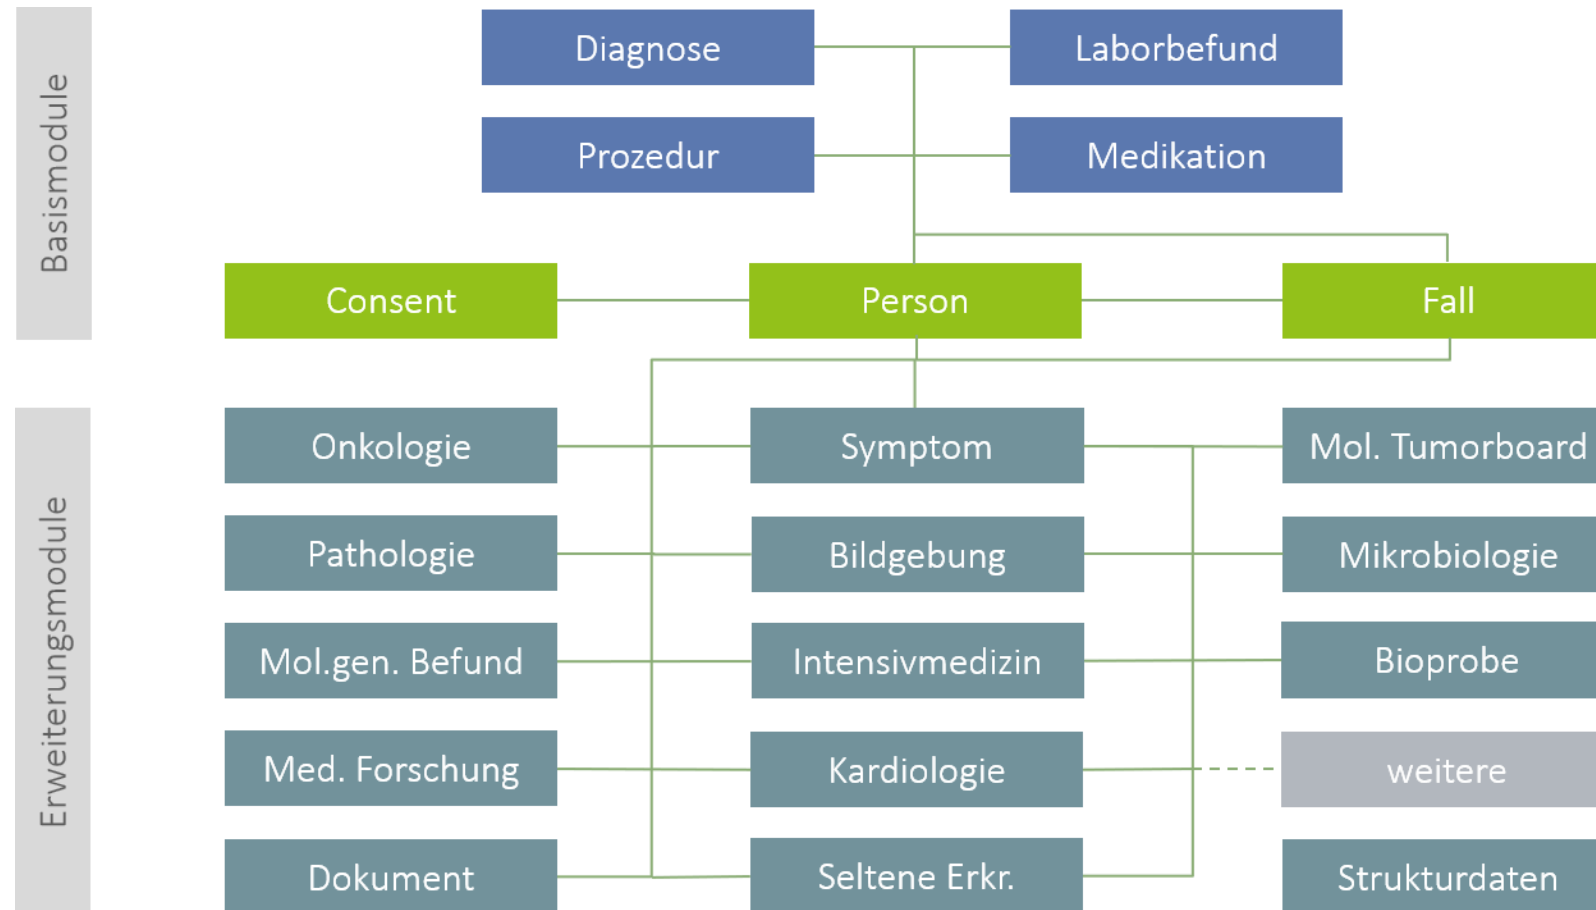 Basismodule
Diagnose
Laborbefund
Prozedur
Medikation
Consent
Person
Fall
Erweiterungsmodule
Onkologie
Symptom
Mol. Tumorboard
Pathologie
Bildgebung
Mikrobiologie
Mol.gen. Befund
Intensivmedizin
Bioprobe
Med. Forschung
Kardiologie
weitere
Dokument
Seltene Erkr.
Strukturdaten